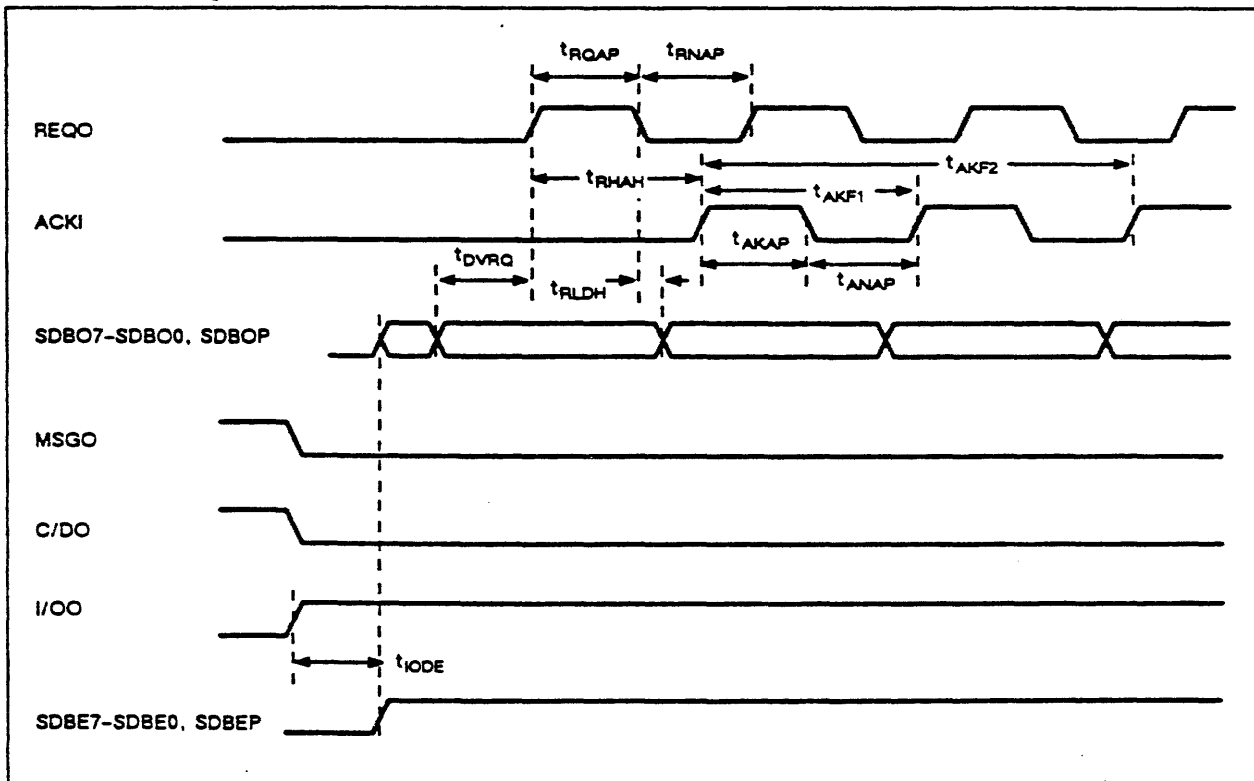 tRQAP tRNAP
REQO
tAKF2
tRHAH
tAKF1
ACKI
tAKAP
tDVRQ
tANAP
tRLDH
SDBO7-SDBO0, SDBOP
MSGO
C/DO
I/OO
tIODE
SDBE7-SDBE0, SDBEP